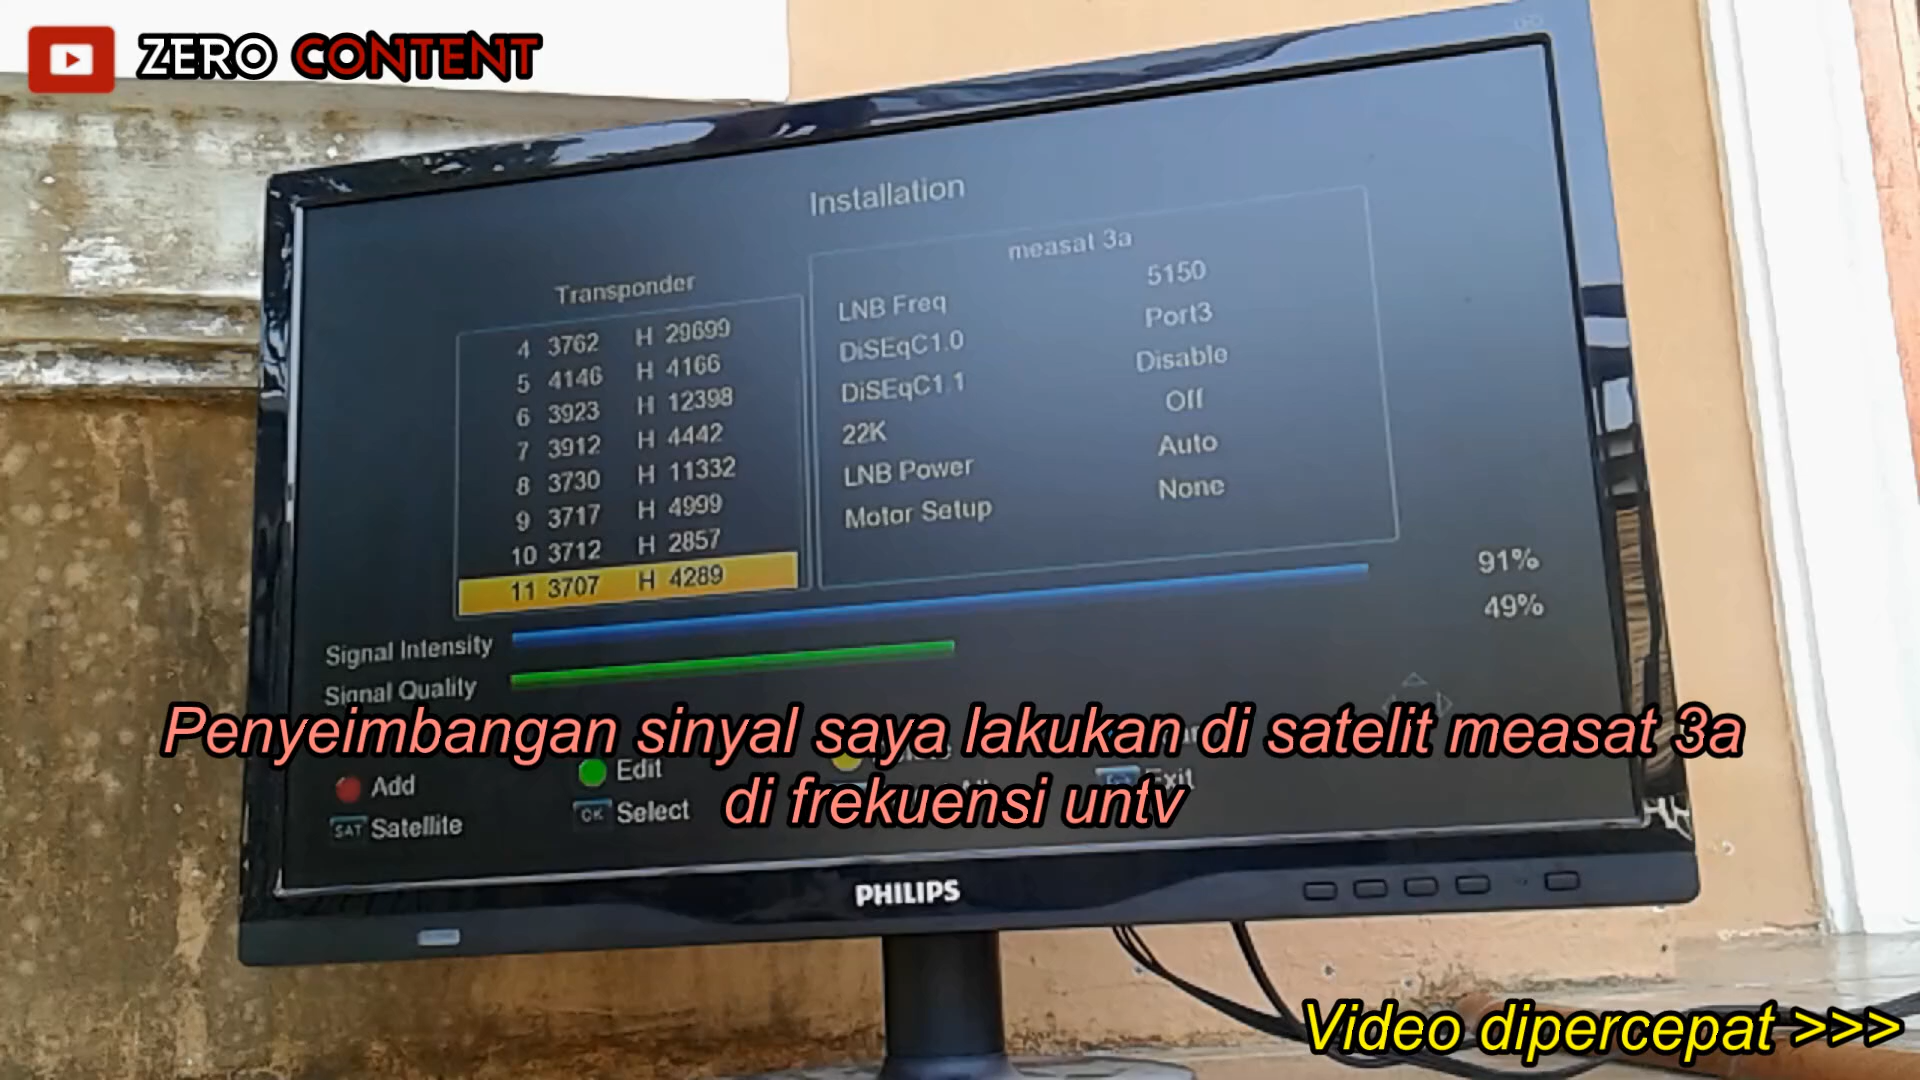 ZERO CONTENT
Installation
Transponder
4 3762 H 29699
5 4146 H 4166
6 3923 H 12398
7 3912 H 4442
8 3730 H 11332
9 3717 H 4999
10 3712 H 2857
11 3707 H 4289
measat 3a
LNB Freq 5150
DiSEqC1.0 Port3
DiSEqC1.1 Disable
22K Off
LNB Power Auto
Motor Setup None
Signal Intensity 91%
Signal Quality 49%
Penyeimbangan sinyal saya lakukan di satelit measat 3a
di frekuensi untv
Add
Edit
Exit
SAT Satellite
OK Select
PHILIPS
Video dipercepat >>>